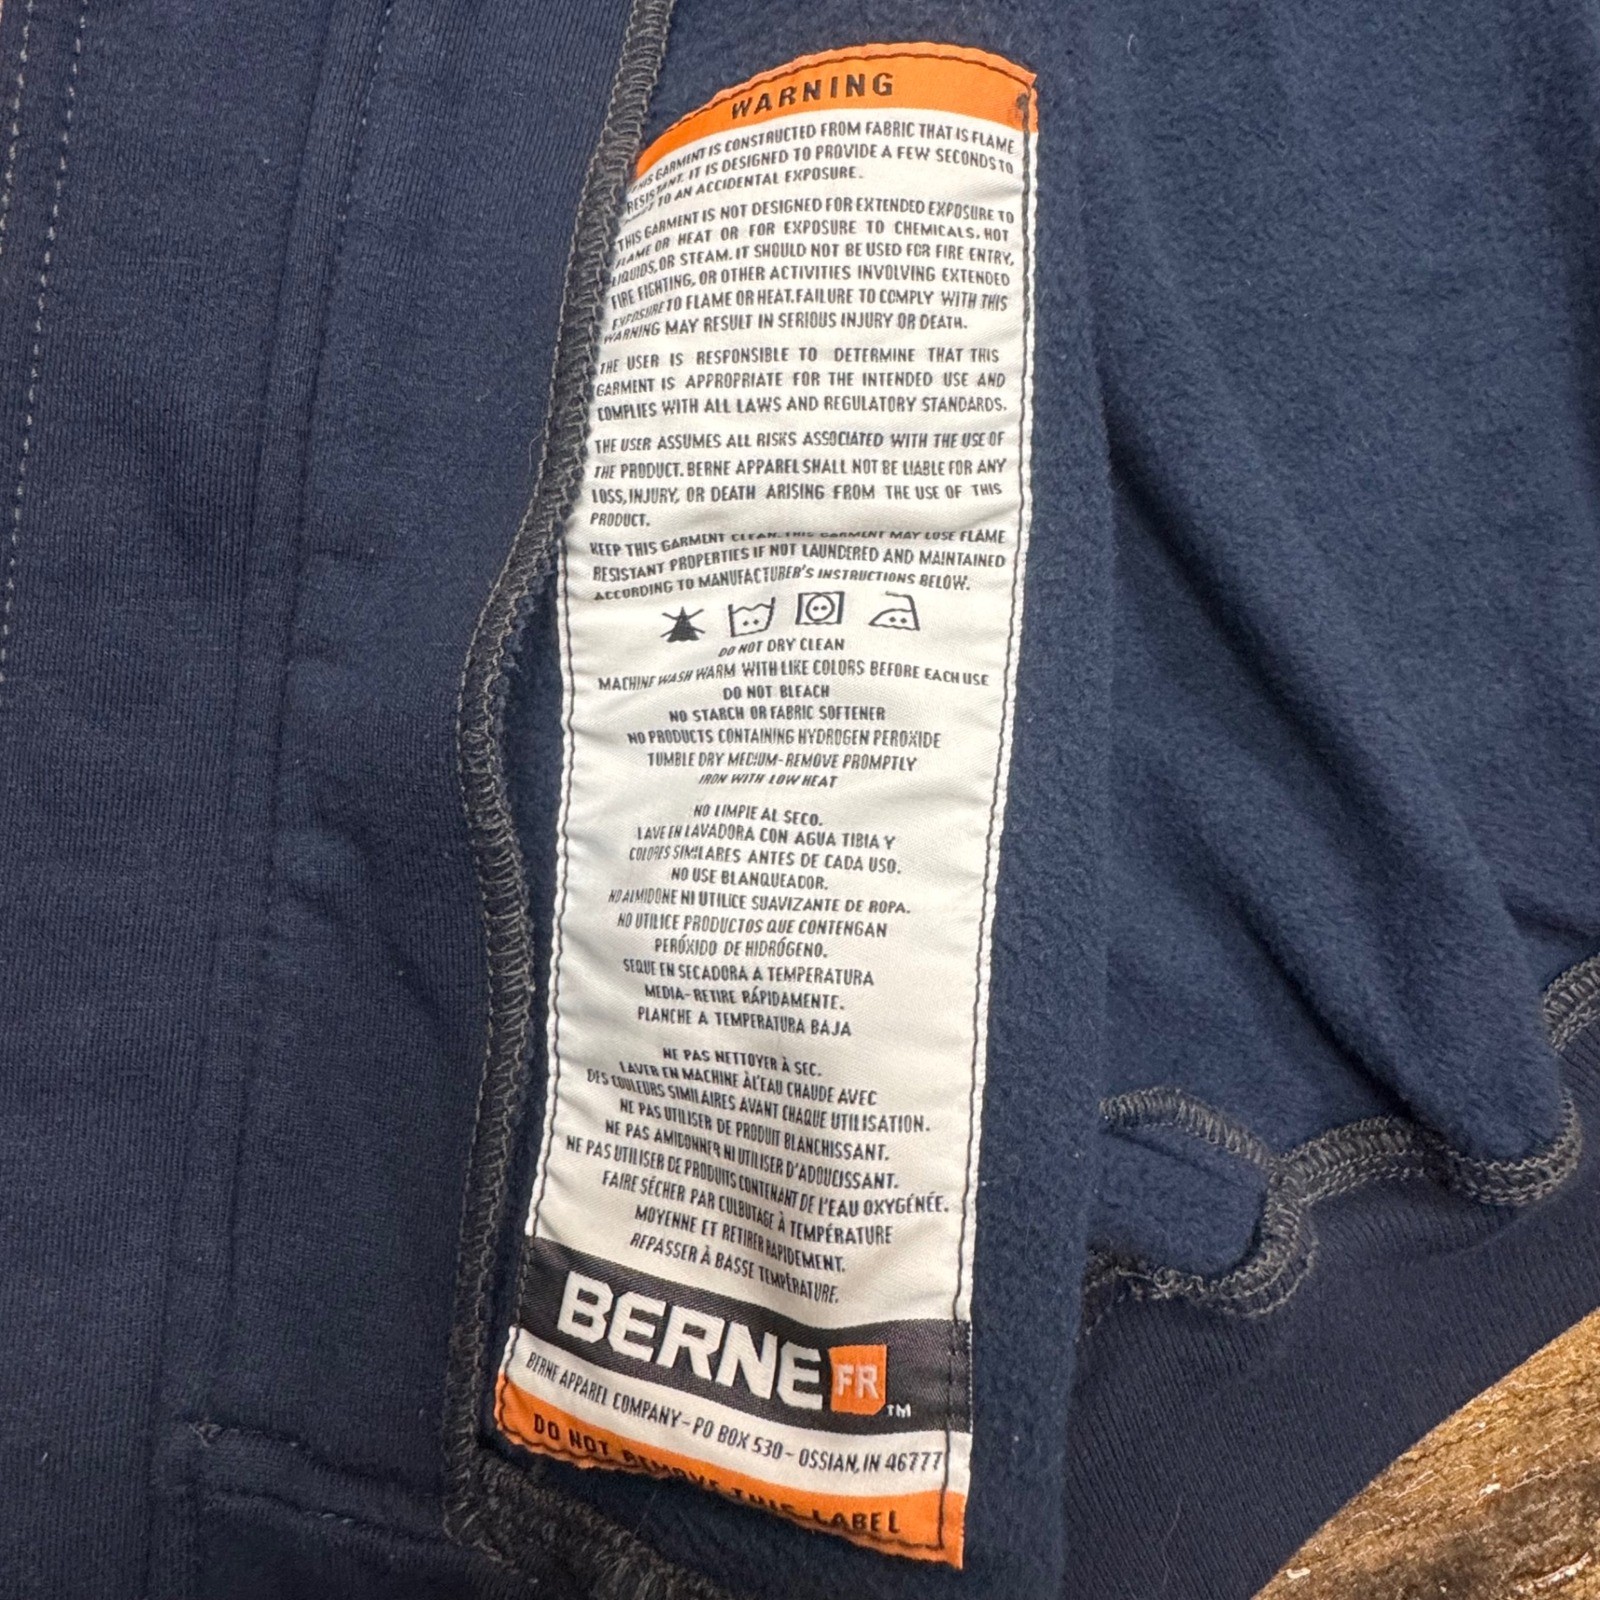 WARNING
THIS GARMENT IS CONSTRUCTED FROM FABRIC THAT IS FLAME
RESISTANT. IT IS DESIGNED TO PROVIDE A FEW SECONDS TO
TO AN ACCIDENTAL EXPOSURE.
THIS GARMENT IS NOT DESIGNED FOR EXTENDED EXPOSURE TO
FLAME OR HEAT OR FOR EXPOSURE TO CHEMICALS, HOT
LIQUIDS, OR STEAM. IT SHOULD NOT BE USED FOR FIRE ENTRY,
FIRE FIGHTING, OR OTHER ACTIVITIES INVOLVING EXTENDED
EXPOSURE TO FLAME OR HEAT. FAILURE TO COMPLY WITH THIS
WARNING MAY RESULT IN SERIOUS INJURY OR DEATH.
THE USER IS RESPONSIBLE TO DETERMINE THAT THIS
GARMENT IS APPROPRIATE FOR THE INTENDED USE AND
COMPLIES WITH ALL LAWS AND REGULATORY STANDARDS.
THE USER ASSUMES ALL RISKS ASSOCIATED WITH THE USE OF
THE PRODUCT. BERNE APPAREL SHALL NOT BE LIABLE FOR ANY
LOSS, INJURY, OR DEATH ARISING FROM THE USE OF THIS
PRODUCT.
KEEP THIS GARMENT CLEAN. THIS GARMENT MAY LOSE FLAME
RESISTANT PROPERTIES IF NOT LAUNDERED AND MAINTAINED
ACCORDING TO MANUFACTURER'S INSTRUCTIONS BELOW.
DO NOT DRY CLEAN
MACHINE WASH WARM WITH LIKE COLORS BEFORE EACH USE
DO NOT BLEACH
NO STARCH OR FABRIC SOFTENER
NO PRODUCTS CONTAINING HYDROGEN PEROXIDE
TUMBLE DRY MEDIUM-REMOVE PROMPTLY
IRON WITH LOW HEAT
NO LIMPIE AL SECO.
LAVE EN LAVADORA CON AGUA TIBIA Y
COLORES SIMILARES ANTES DE CADA USO.
NO USE BLANQUEADOR.
NO ALMIDONE NI UTILICE SUAVIZANTE DE ROPA.
NO UTILICE PRODUCTOS QUE CONTENGAN
PERÓXIDO DE HIDRÓGENO.
SEQUE EN SECADORA A TEMPERATURA
MEDIA-RETIRE RÁPIDAMENTE.
PLANCHE A TEMPERATURA BAJA
NE PAS NETTOYER À SEC.
LAVER EN MACHINE À L'EAU CHAUDE AVEC
DES COULEURS SIMILAIRES AVANT CHAQUE UTILISATION.
NE PAS UTILISER DE PRODUIT BLANCHISSANT.
NE PAS AMIDONNER NI UTILISER D'ADOUCISSANT.
NE PAS UTILISER DE PRODUITS CONTENANT DE L'EAU OXYGÉNÉE.
FAIRE SÉCHER PAR CULBUTAGE À TEMPÉRATURE
MOYENNE ET RETIRER RAPIDEMENT.
REPASSER À BASSE TEMPÉRATURE.
BERNE FR™
BERNE APPAREL COMPANY - PO BOX 530 - OSSIAN, IN 46777
DO NOT REMOVE THIS LABEL